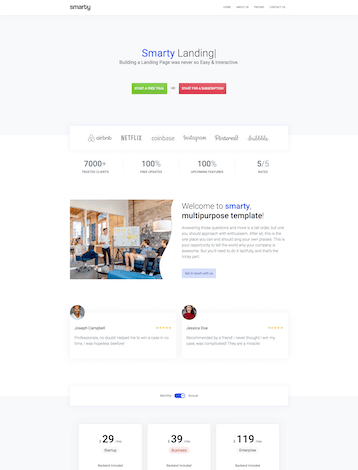 smarty
HOME ABOUT US PRICING CONTACT US
Smarty Landing|
Building a Landing Page was never so Easy & Interactive.
START A FREE TRIAL OR START FOR A SUBSCRIPTION
airbnb NETFLIX coinbase Instagram Pinterest dribbble
7000+ 100% 100% 5/5
TRUSTED CLIENTS FREE UPDATES UPCOMING FEATURES RATED
Welcome to smarty,
multipurpose template!
Answering those questions and more is a tall order, but one
you should approach with enthusiasm. After all, this is the
one place you can and should sing your own praises. This is
your opportunity to tell the world why your company is
awesome. But you'll need to do it tastefully, and that's the
tricky part.
Get in touch with us
Joseph Campbell
Professionals, no doubt! Helped me to win a case in no
time. I was hopeless before!
Jessica Doe
Recommended by a friend! I never thought I win my
case, was complicated! They are a miracle!
Monthly Annual
$ 29 /mo $ 39 /mo $ 119 /mo
Startup Business Enterprise
Backend Included Backend Included Backend Included